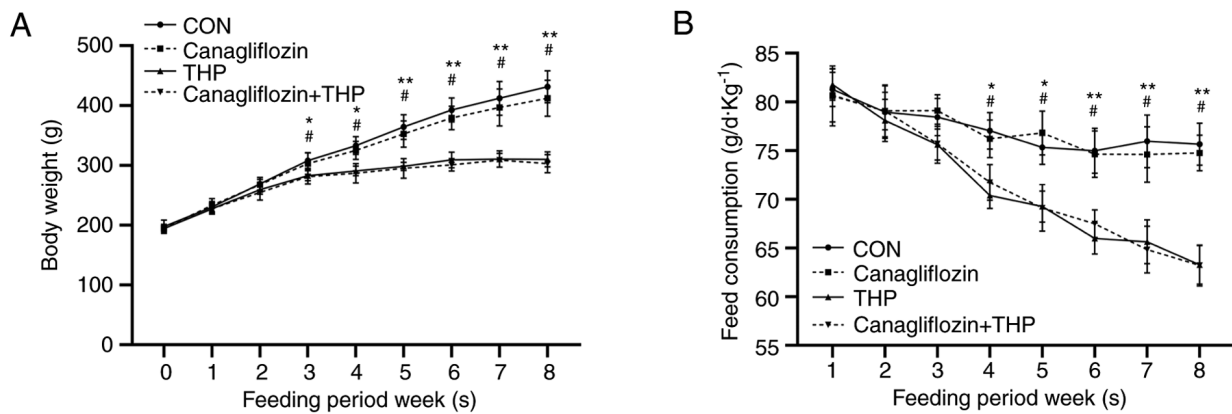 A
CON
Canagliflozin
THP
Canagliflozin+THP
500
400
300
200
100
0
Body weight (g)
* # * # ** # ** # ** # ** #
0 1 2 3 4 5 6 7 8
Feeding period week (s)
B
85
80
75
70
65
60
55
Feed consumption (g/d·Kg⁻¹)
* # * # ** # ** # ** #
CON
Canagliflozin
THP
Canagliflozin+THP
1 2 3 4 5 6 7 8
Feeding period week (s)